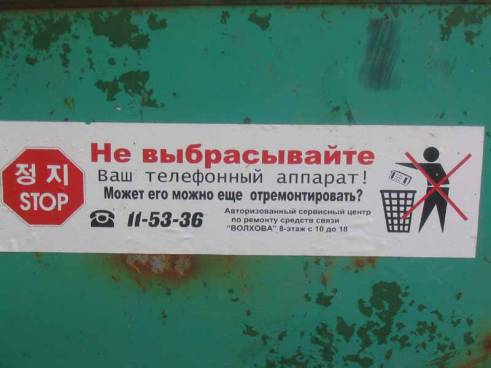 정지
STOP
Не выбрасывайте
Ваш телефонный аппарат!
Может его можно еще отремонтировать?
☎ 11-53-36
Авторизованный сервисный центр
по ремонту средств связи
"ВОЛХОВА" 8-этаж с 10 до 18